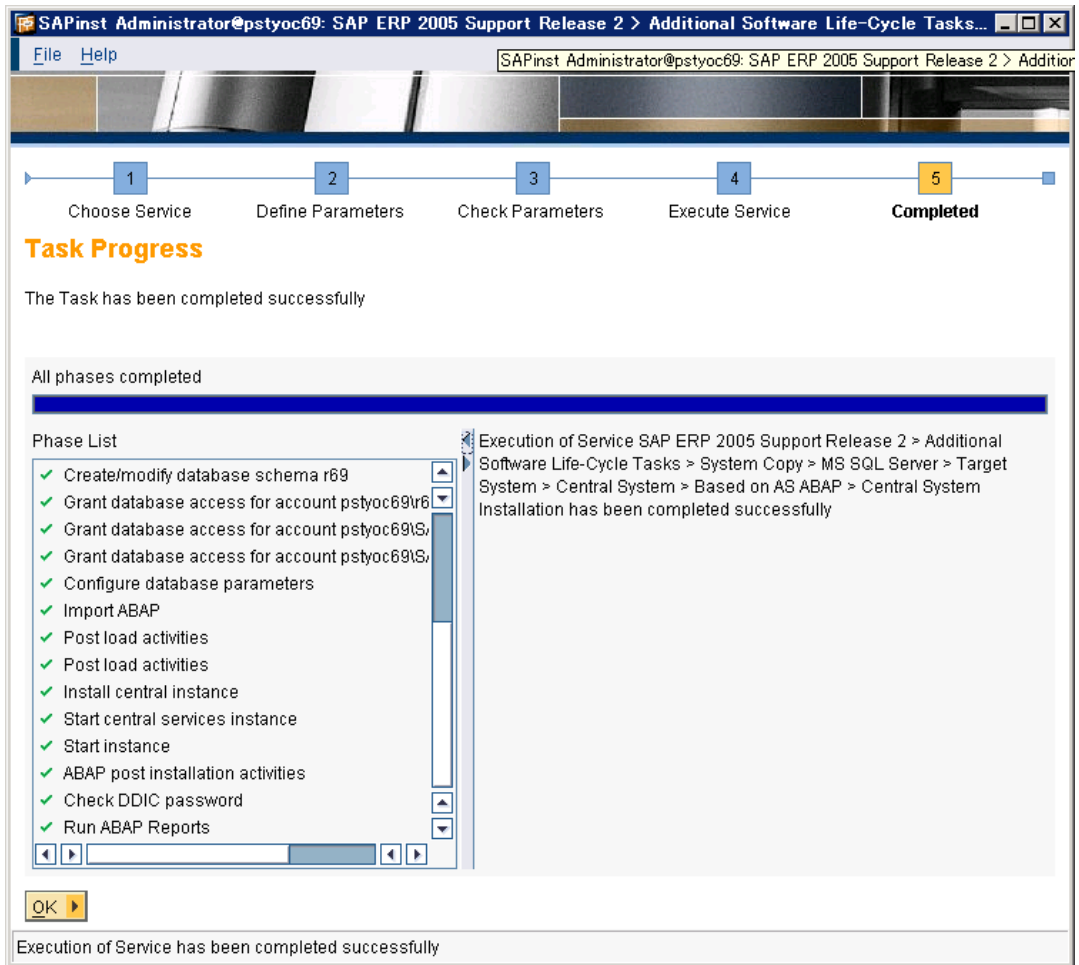 SAPinst Administrator@pstyoc69: SAP ERP 2005 Support Release 2 > Additional Software Life-Cycle Tasks...
File Help
SAPinst Administrator@pstyoc69: SAP ERP 2005 Support Release 2 > Addition
1 2 3 4 5
Choose Service Define Parameters Check Parameters Execute Service Completed
Task Progress
The Task has been completed successfully
All phases completed
Phase List
Create/modify database schema r69
Grant database access for account pstyoc69\r6
Grant database access for account pstyoc69\S
Grant database access for account pstyoc69\S
Configure database parameters
Import ABAP
Post load activities
Post load activities
Install central instance
Start central services instance
Start instance
ABAP post installation activities
Check DDIC password
Run ABAP Reports
Execution of Service SAP ERP 2005 Support Release 2 > Additional
Software Life-Cycle Tasks > System Copy > MS SQL Server > Target
System > Central System > Based on AS ABAP > Central System
Installation has been completed successfully
OK
Execution of Service has been completed successfully